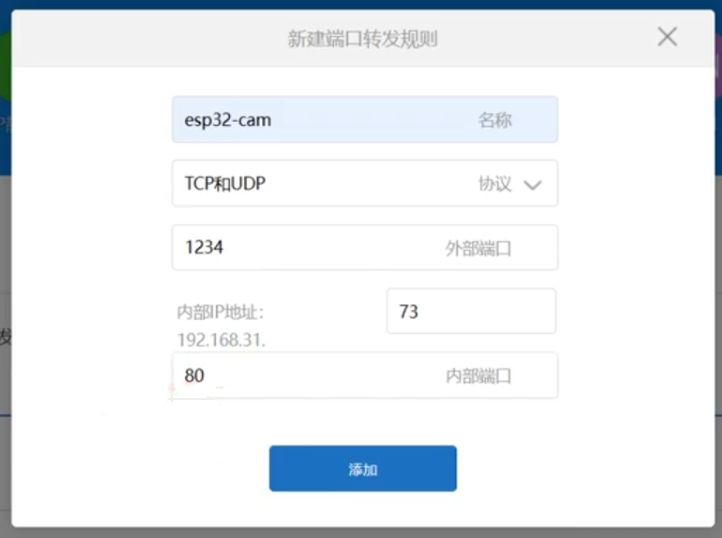 新建端口转发规则
esp32-cam 名称
TCP和UDP 协议
1234 外部端口
内部IP地址:
192.168.31. 73
80 内部端口
添加
发